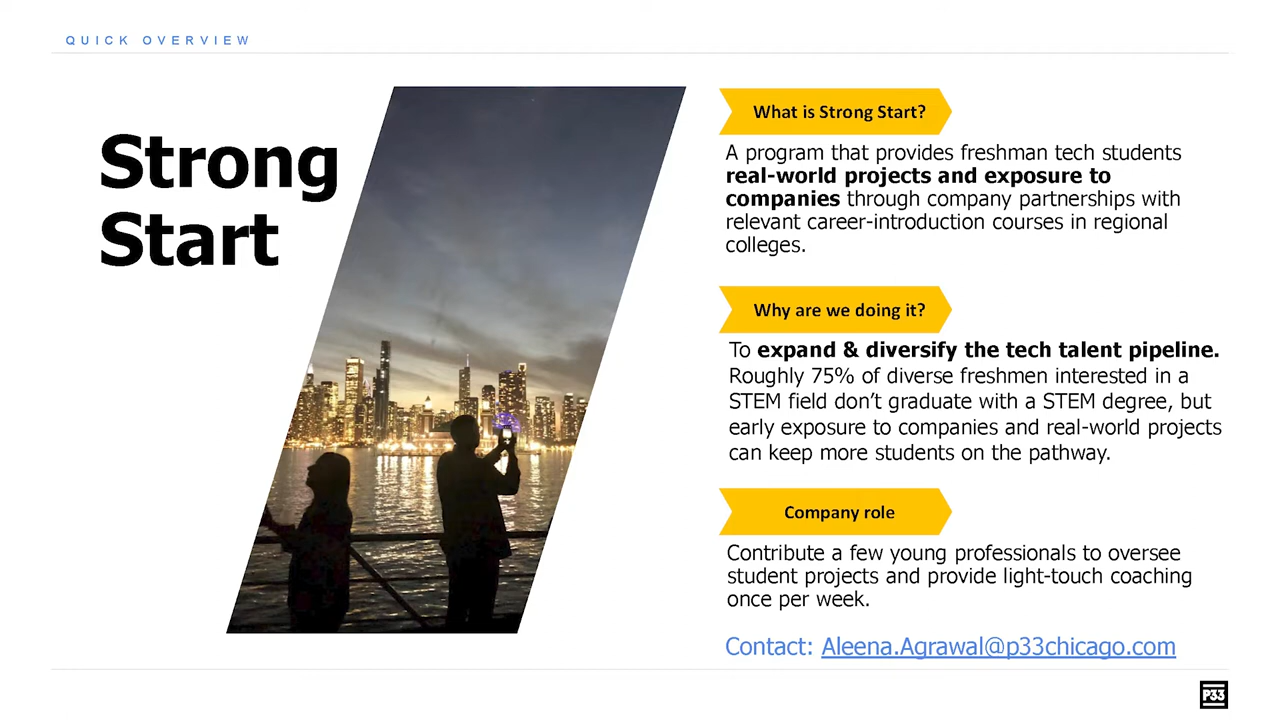 QUICK OVERVIEW
Strong
Start
What is Strong Start?
A program that provides freshman tech students
real-world projects and exposure to
companies through company partnerships with
relevant career-introduction courses in regional
colleges.
Why are we doing it?
To expand & diversify the tech talent pipeline.
Roughly 75% of diverse freshmen interested in a
STEM field don’t graduate with a STEM degree, but
early exposure to companies and real-world projects
can keep more students on the pathway.
Company role
Contribute a few young professionals to oversee
student projects and provide light-touch coaching
once per week.
Contact: Aleena.Agrawal@p33chicago.com
P33